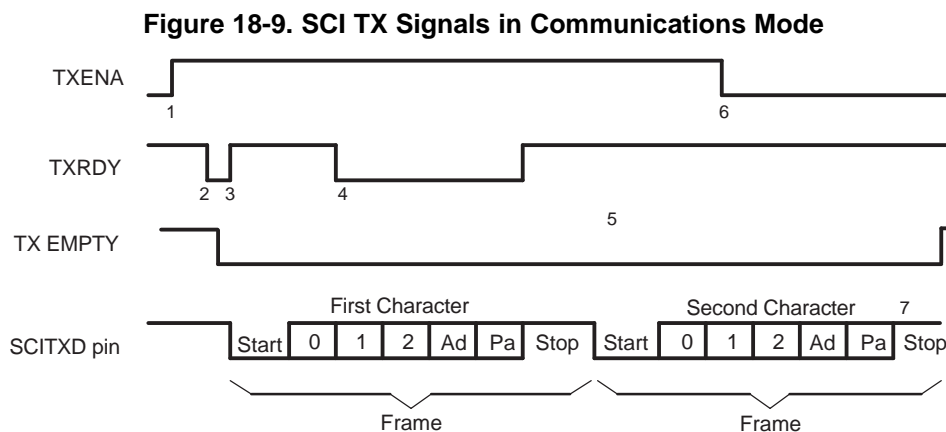 Figure 18-9. SCI TX Signals in Communications Mode
TXENA
1
6
TXRDY
2
3
4
5
TX EMPTY
First Character
Second Character
7
SCITXD pin
Start 0 1 2 Ad Pa Stop Start 0 1 2 Ad Pa Stop
Frame
Frame